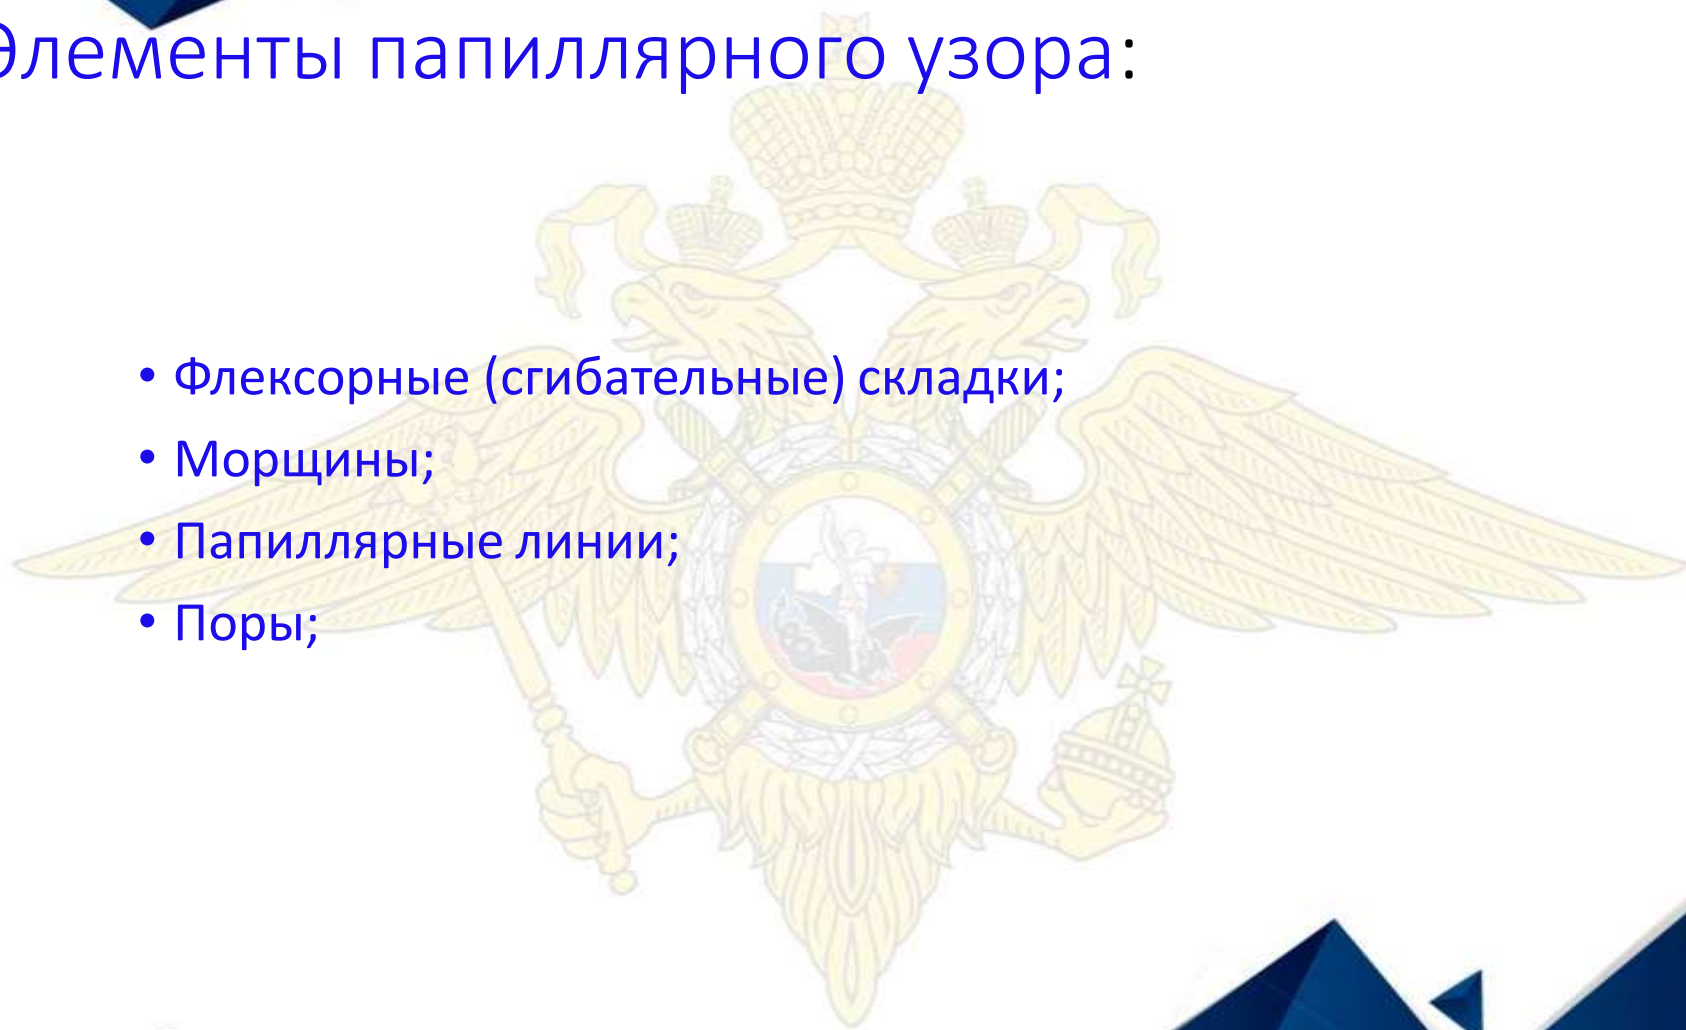 Элементы папиллярного узора:
• Флексорные (сгибательные) складки;
• Морщины;
• Папиллярные линии;
• Поры;